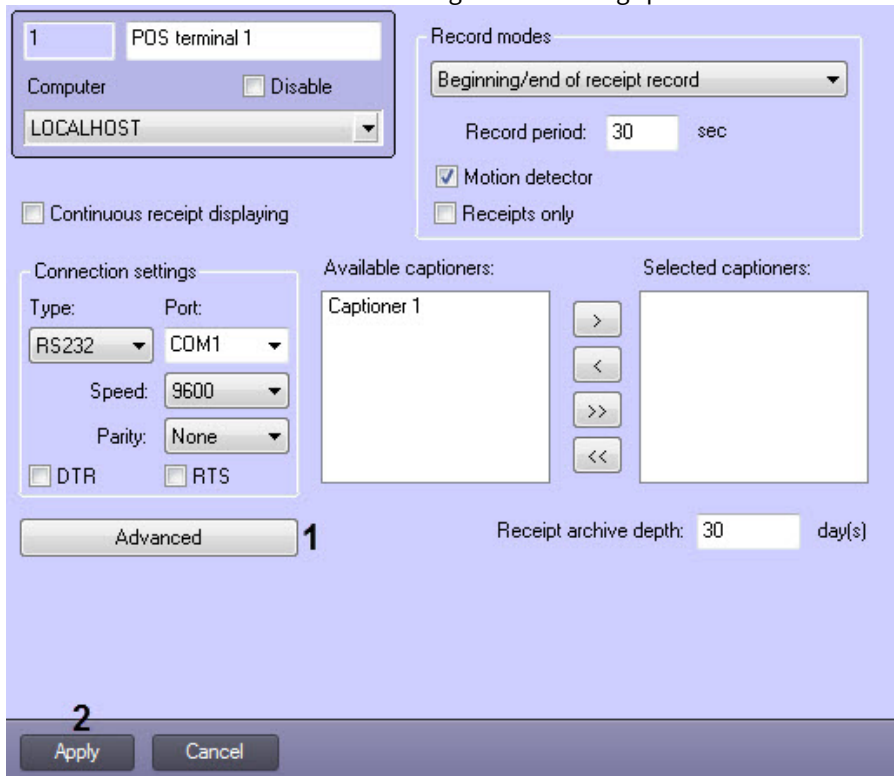 1 POS terminal 1
Computer Disable
LOCALHOST
Continuous receipt displaying
Record modes
Beginning/end of receipt record
Record period: 30 sec
Motion detector
Receipts only
Connection settings
Type: Port:
RS232 COM1
Speed: 9600
Parity: None
DTR RTS
Available captioners:
Captioner 1
>
<
>>
<<
Selected captioners:
Advanced 1
Receipt archive depth: 30 day(s)
2
Apply Cancel